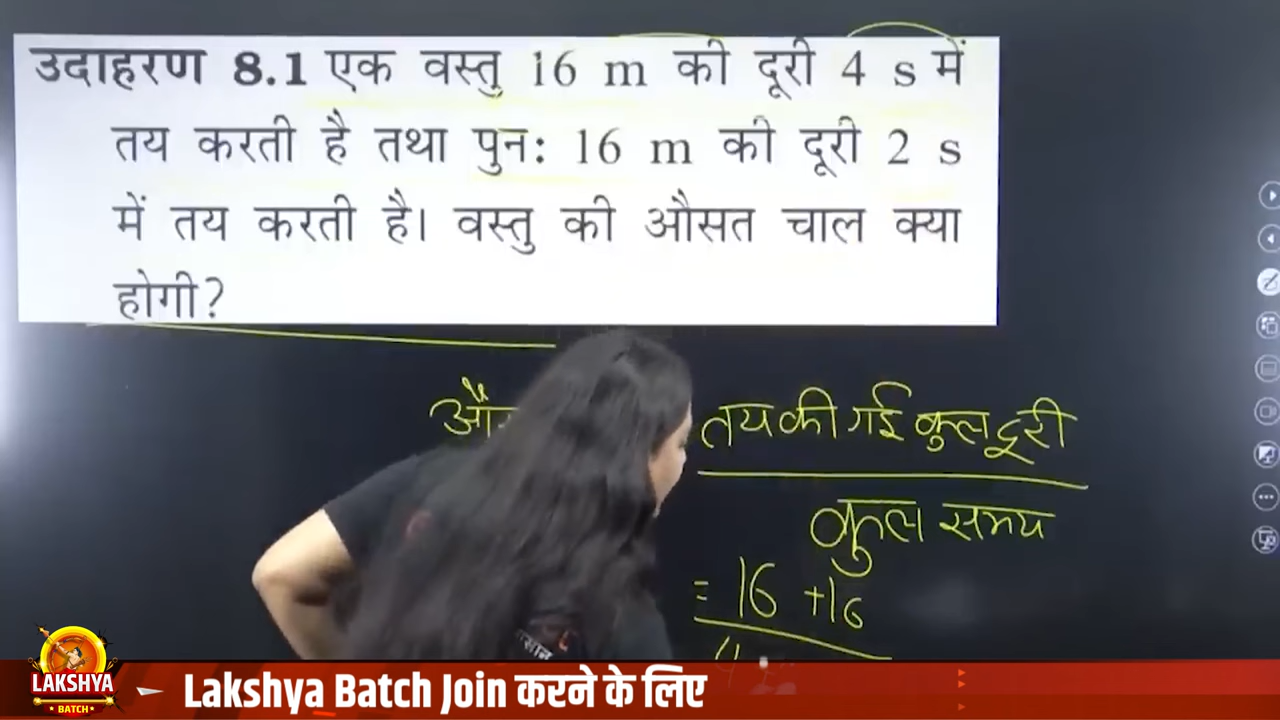 उदाहरण 8.1 एक वस्तु 16 m की दूरी 4 s में
तय करती है तथा पुन: 16 m की दूरी 2 s
में तय करती है। वस्तु की औसत चाल क्या
होगी?
तय की गई कुल दूरी
कुल समय
= 16 + 16
4
LAKSHYA
BATCH
Lakshya Batch Join करने के लिए